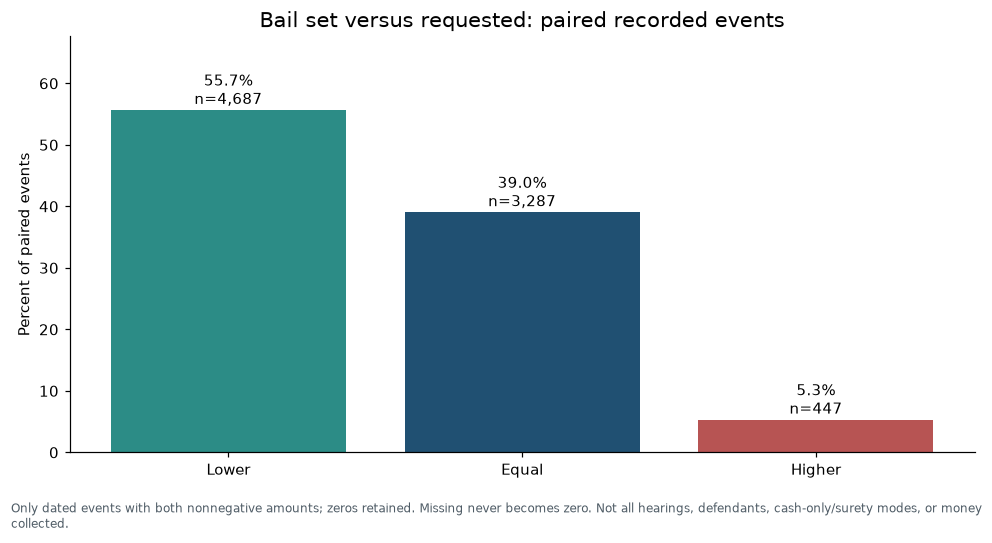 Bail set versus requested: paired recorded events
Percent of paired events
60
50
40
30
20
10
0
55.7%
n=4,687
39.0%
n=3,287
5.3%
n=447
Lower
Equal
Higher
Only dated events with both nonnegative amounts; zeros retained. Missing never becomes zero. Not all hearings, defendants, cash-only/surety modes, or money
collected.